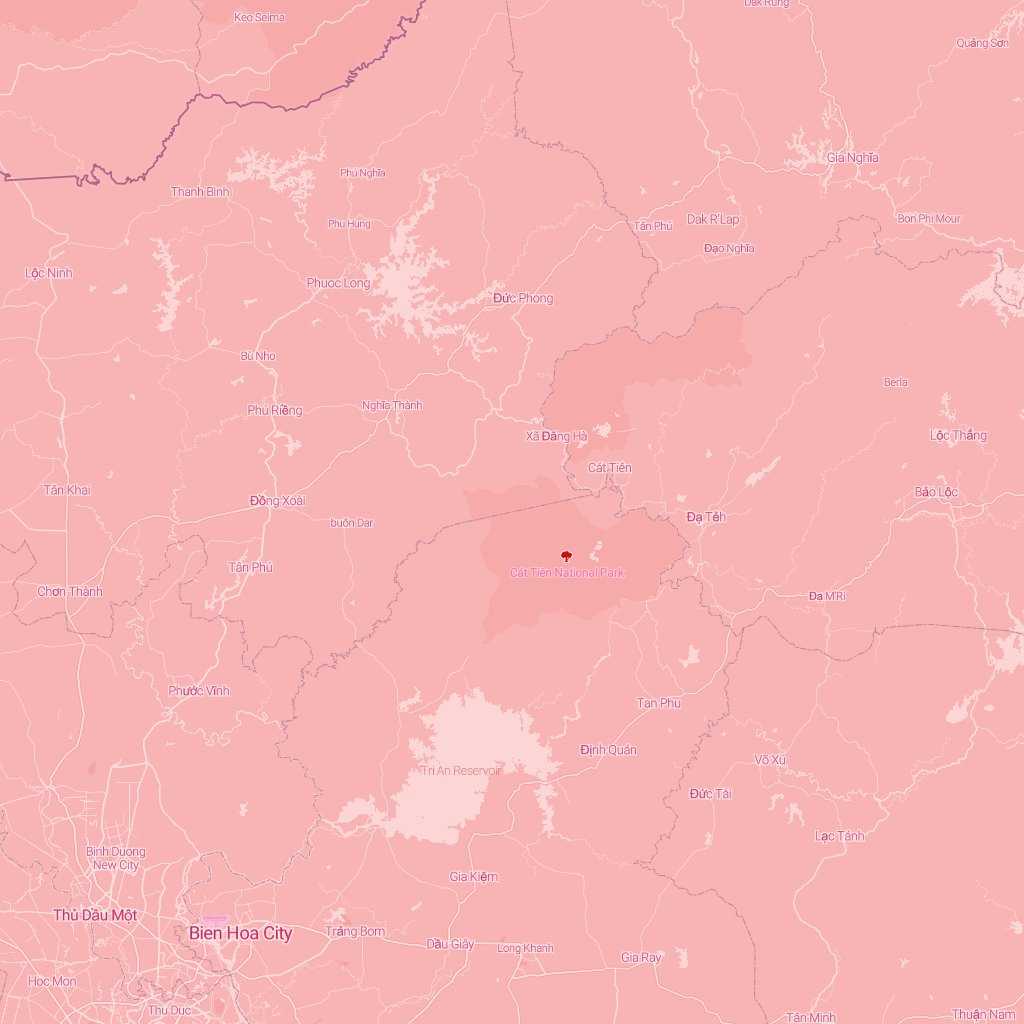 Dak Rung
Keo Seima
Quảng Sơn
Gia Nghĩa
Phú Nghĩa
Thanh Bình
Phu Hung
Tân Phú
Dak R'Lap
Bon Phi Mour
Đạo Nghĩa
Lộc Ninh
Phuoc Long
Đức Phong
Bù Nho
Berla
Phú Riềng
Nghĩa Thành
Xã Đăng Hà
Lộc Thắng
Cát Tiên
Tân Khai
Bảo Lộc
Đồng Xoài
Đạ Tẻh
buôn Dar
Tân Phú
Cát Tiên National Park
Chơn Thành
Đạ M'Ri
Phước Vĩnh
Tan Phu
Định Quán
Võ Xu
Trị An Reservoir
Đức Tài
Lạc Tánh
Binh Duong
New City
Gia Kiệm
Thủ Dầu Một
Bien Hoa City
Trảng Bom
Dầu Giây
Long Khanh
Gia Ray
Hoc Mon
Thu Duc
Tân Minh
Thuận Nam